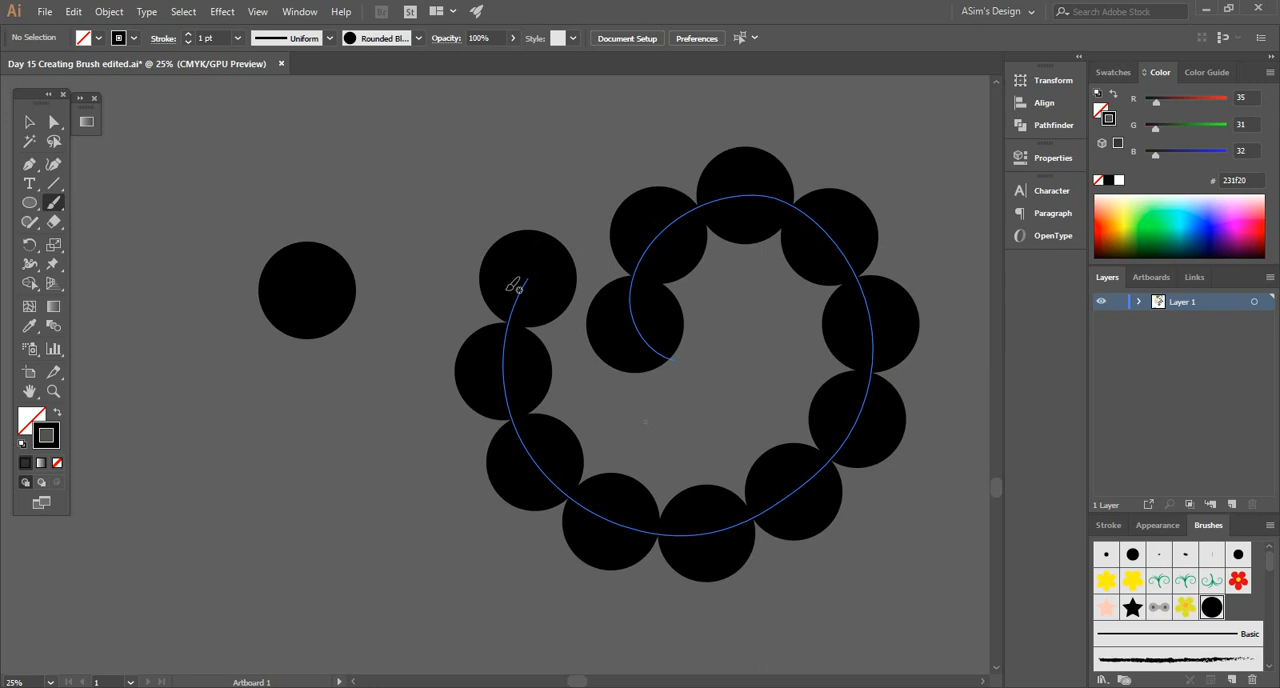 Ai File Edit Object Type Select Effect View Window Help Br St ASim's Design Search Adobe Stock
No Selection Stroke: 1 pt Uniform Rounded Bl... Opacity: 100% Style: Document Setup Preferences
Day 15 Creating Brush edited.ai* @ 25% (CMYK/GPU Preview)
Transform
Align
Pathfinder
Properties
Character
Paragraph
OpenType
Swatches Color Color Guide
R 35
G 31
B 32
# 231f20
Layers Artboards Links
Layer 1
1 Layer
Stroke Appearance Brushes
Basic
25% 1 Artboard 1